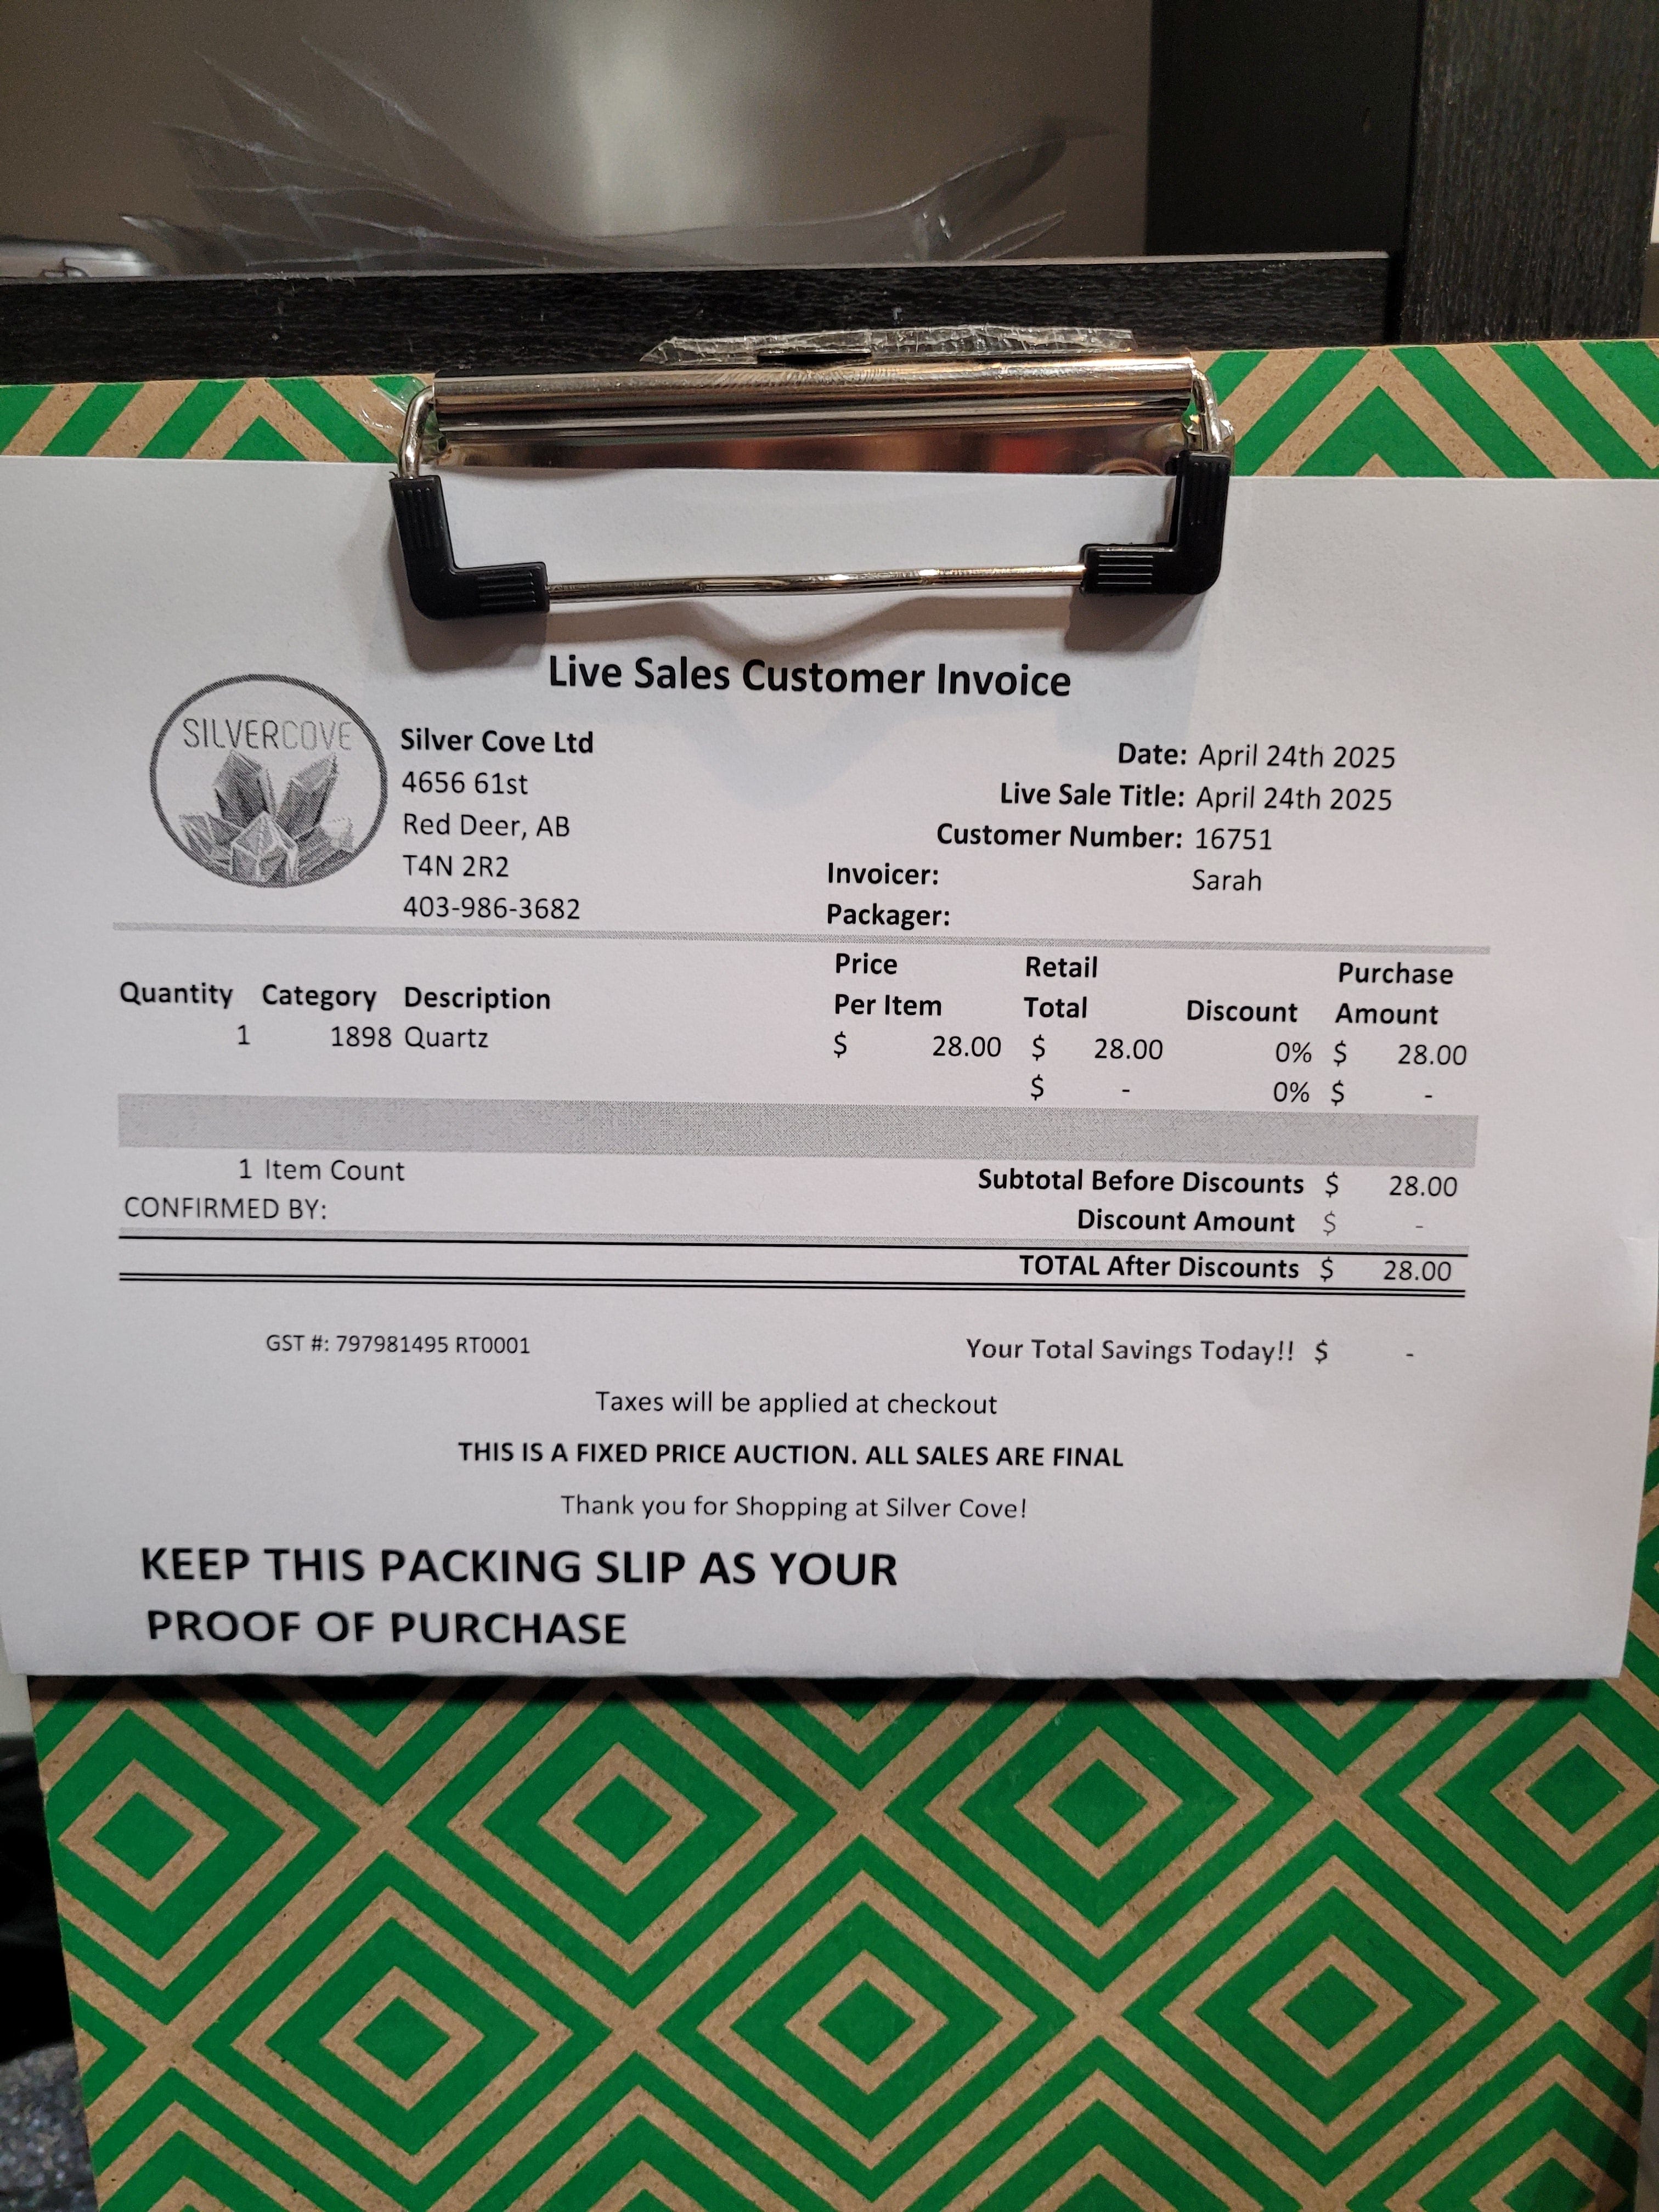 Live Sales Customer Invoice
SILVERCOVE
Silver Cove Ltd
4656 61st
Red Deer, AB
T4N 2R2
403-986-3682
Date: April 24th 2025
Live Sale Title: April 24th 2025
Customer Number: 16751
Invoicer: Sarah
Packager:
Quantity Category Description Price Per Item Retail Total Discount Purchase Amount
1 1898 Quartz $ 28.00 $ 28.00 0% $ 28.00
$ - 0% $ -
1 Item Count
CONFIRMED BY:
Subtotal Before Discounts $ 28.00
Discount Amount $ -
TOTAL After Discounts $ 28.00
GST #: 797981495 RT0001
Your Total Savings Today!! $ -
Taxes will be applied at checkout
THIS IS A FIXED PRICE AUCTION. ALL SALES ARE FINAL
Thank you for Shopping at Silver Cove!
KEEP THIS PACKING SLIP AS YOUR
PROOF OF PURCHASE